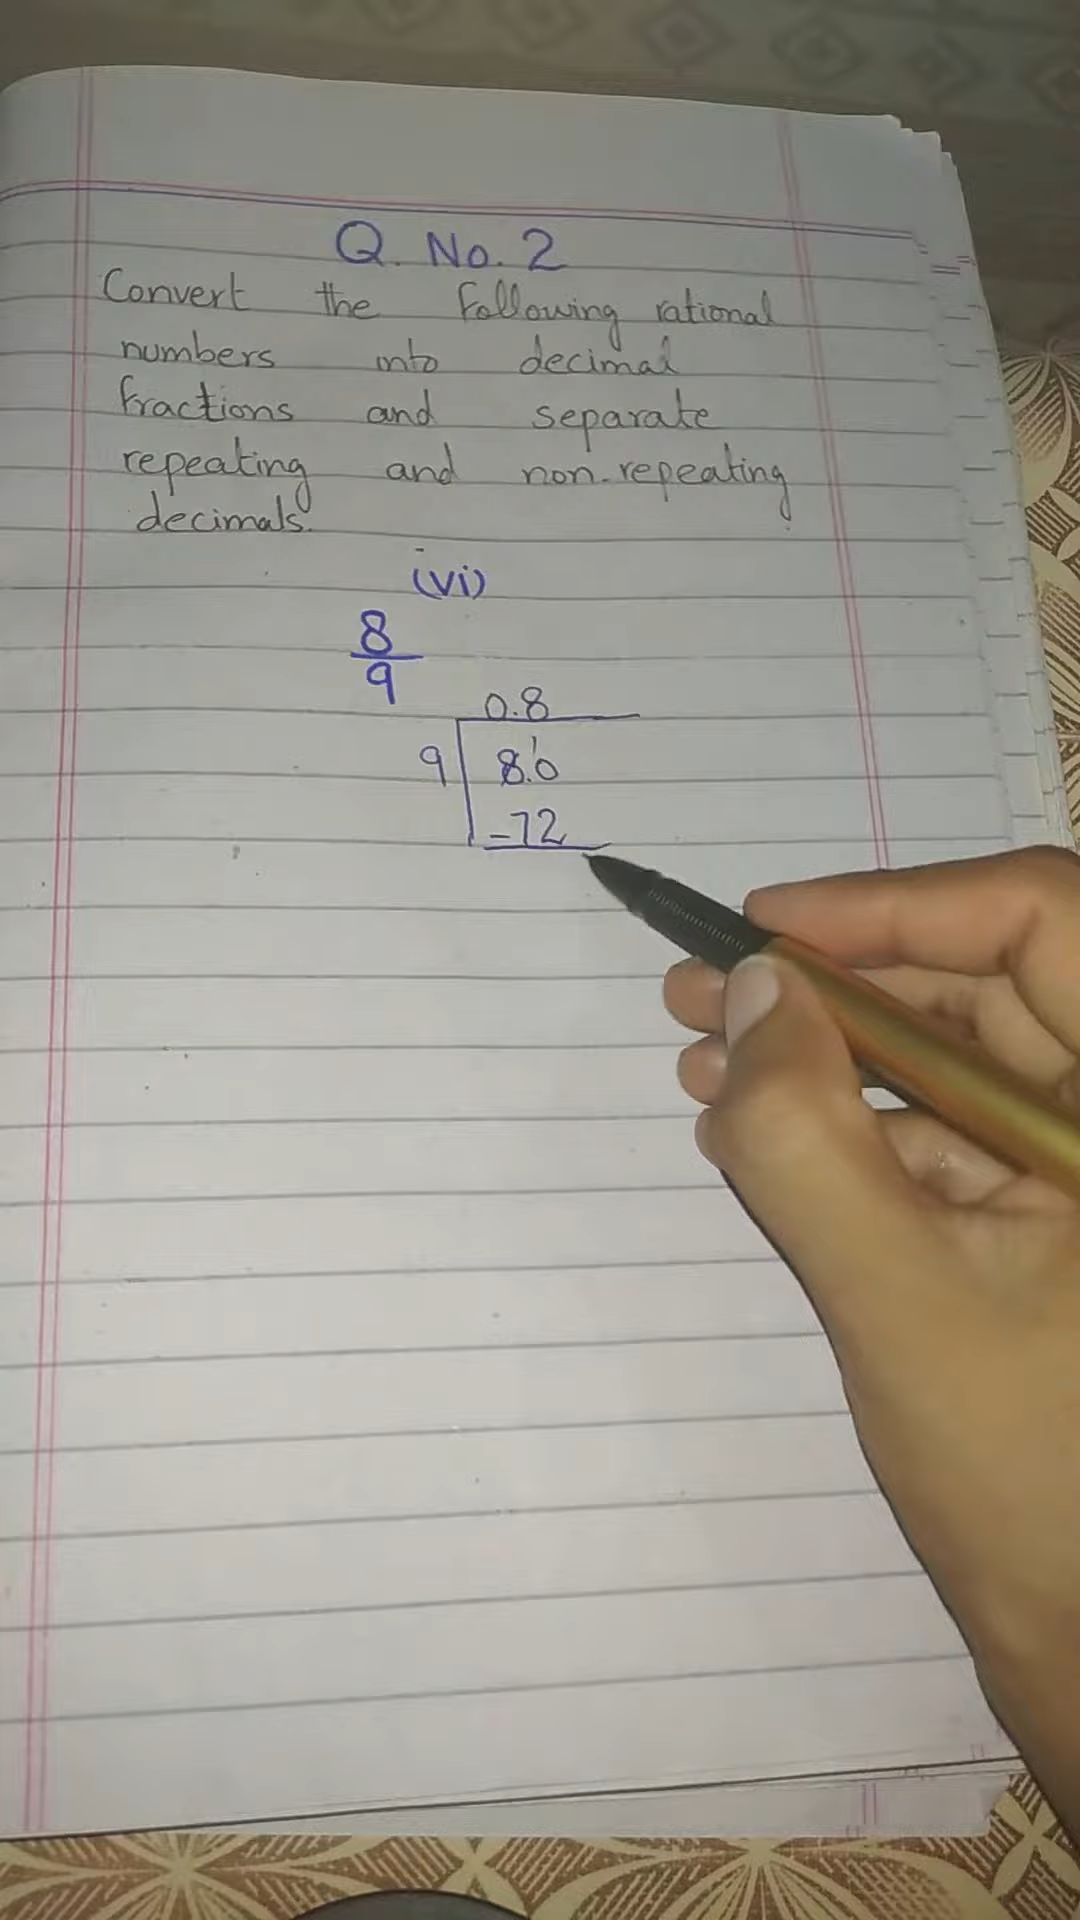 Q. No. 2
Convert the following rational
numbers into decimal
fractions and separate
repeating and non-repeating
decimals.
(vi)
8
9
0.8
9 8.0
-72